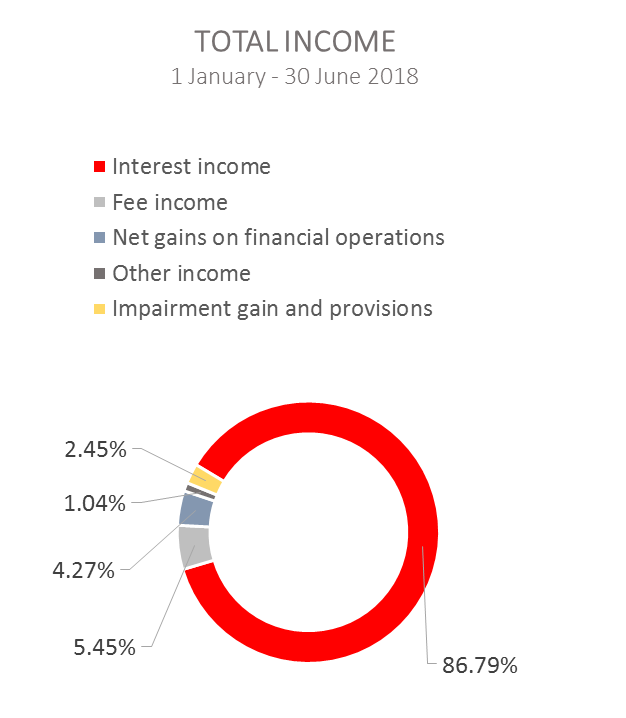 TOTAL INCOME
1 January - 30 June 2018
Interest income
Fee income
Net gains on financial operations
Other income
Impairment gain and provisions
2.45%
1.04%
4.27%
5.45%
86.79%